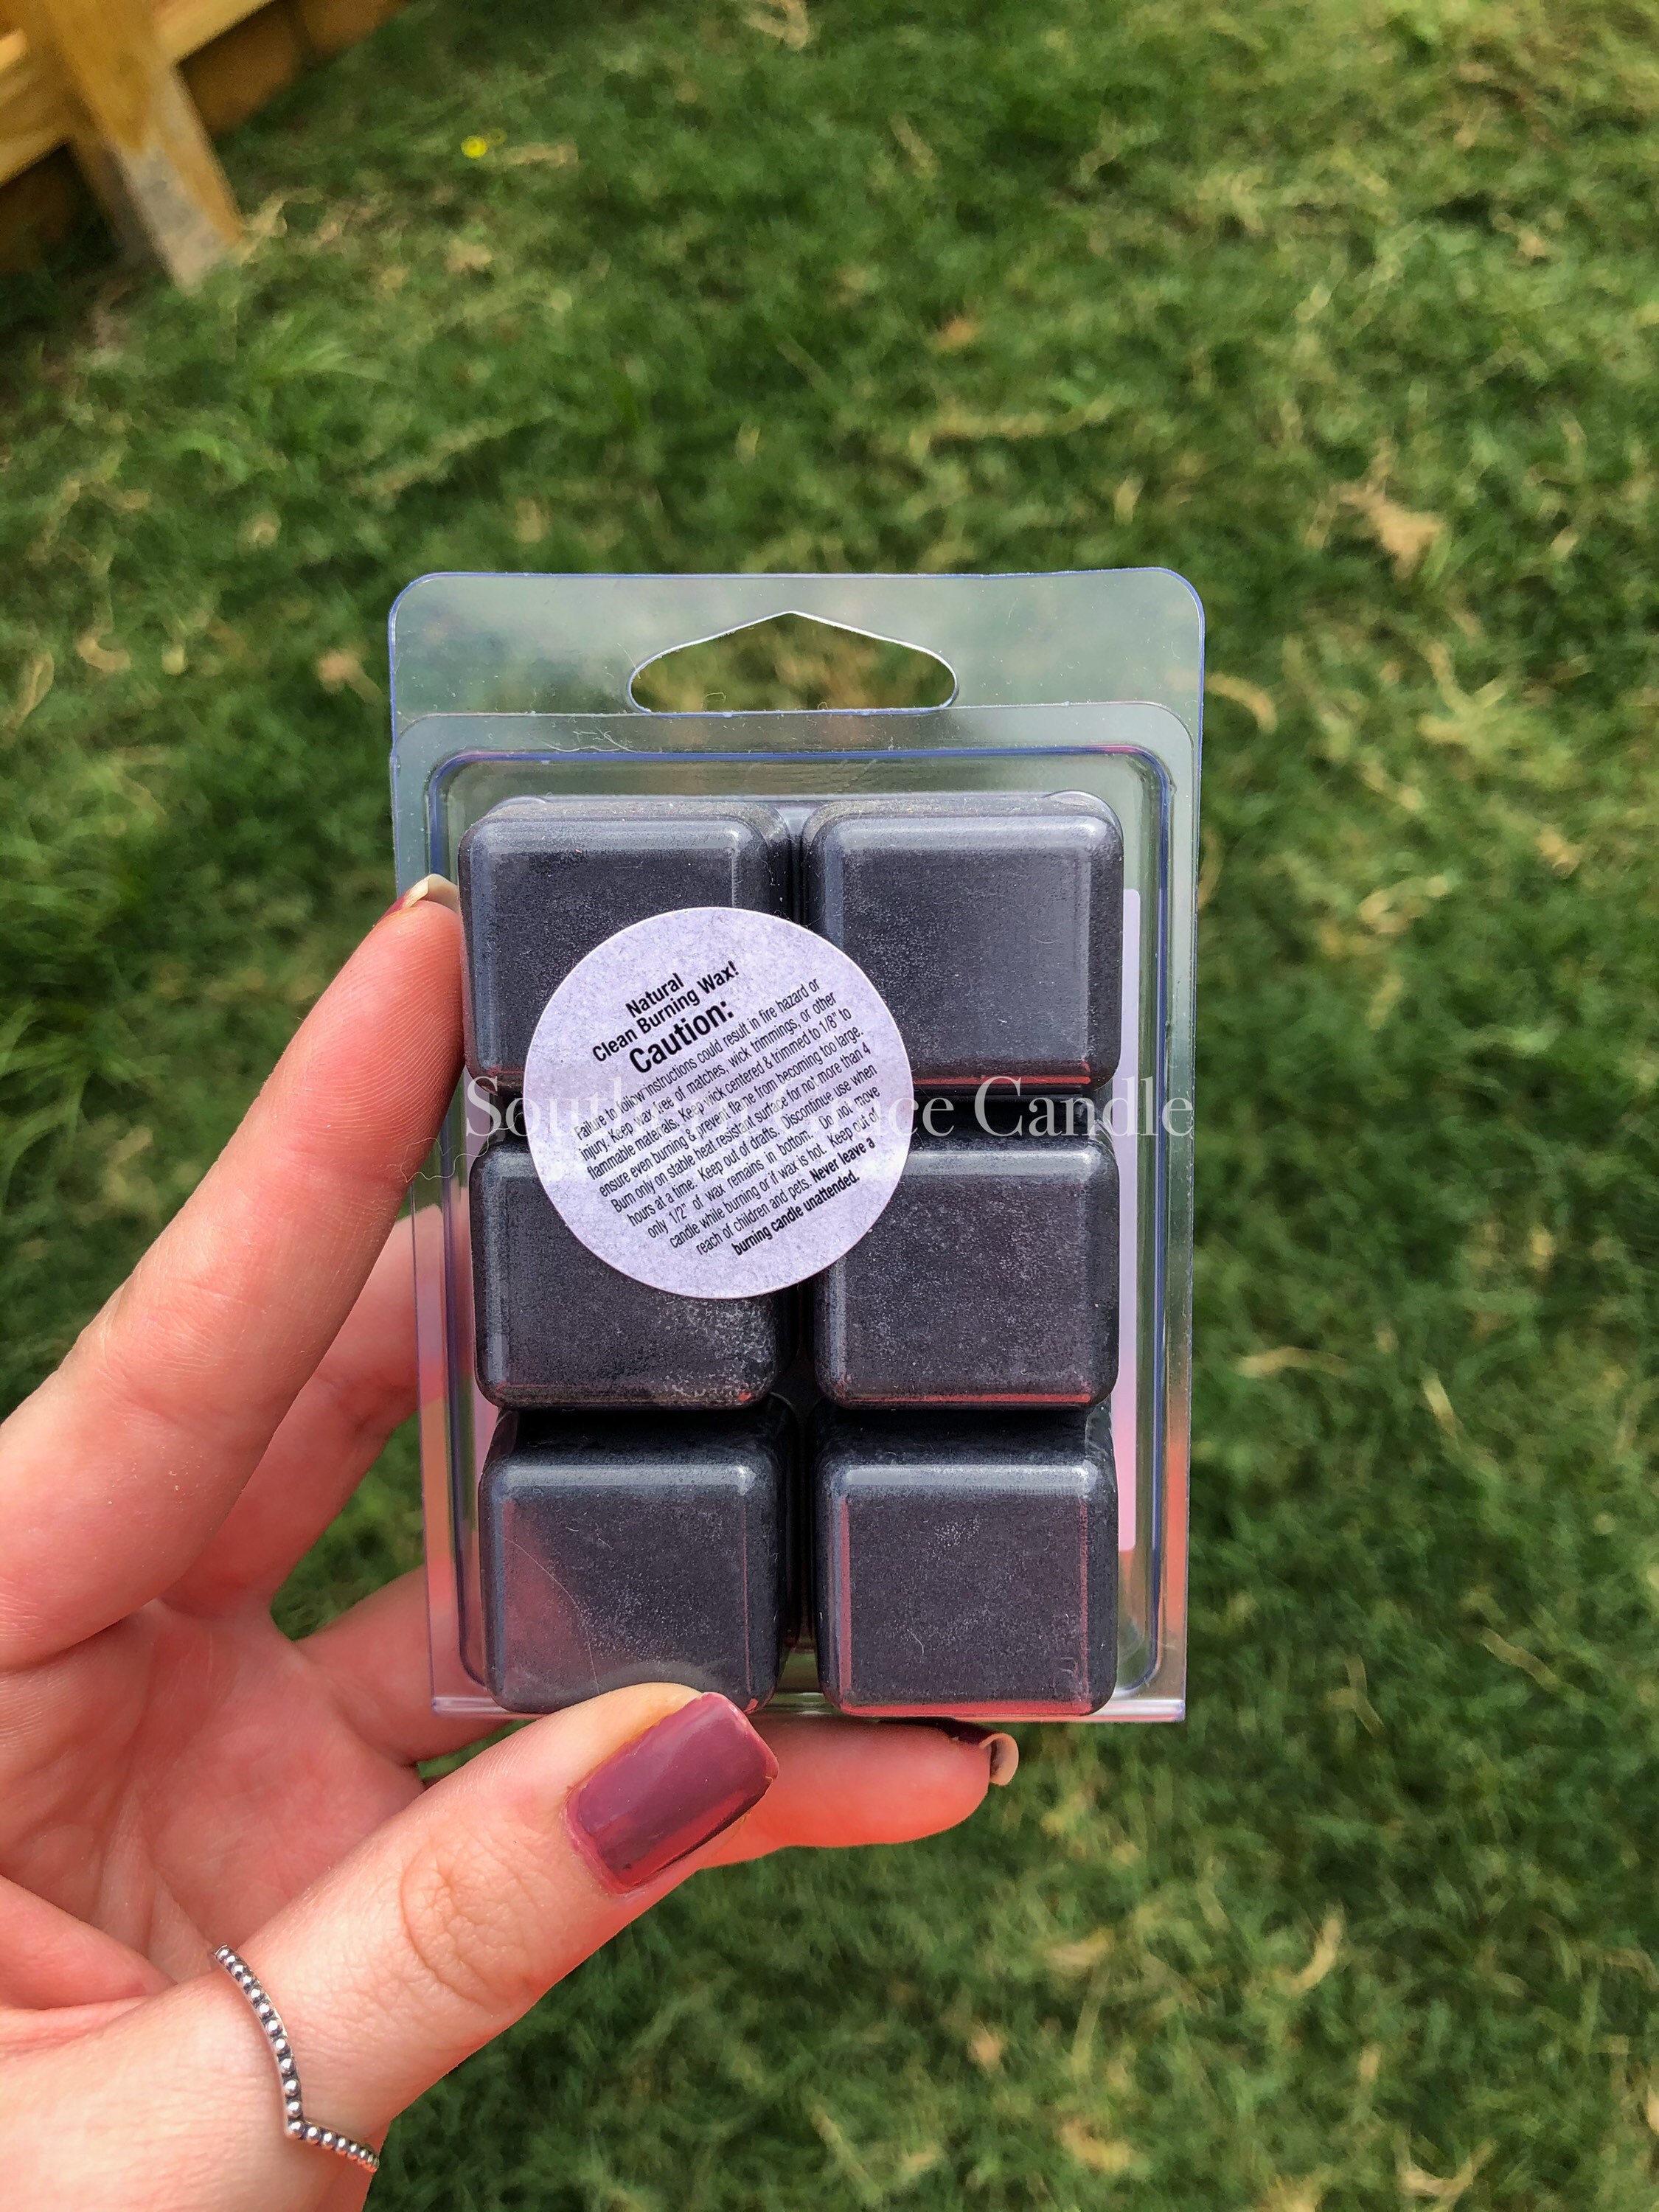 Natural
Clean Burning Wax!
Caution:
Failure to follow instructions could result in fire hazard or
injury. Keep wax free of matches, wick trimmings, or other
flammable materials. Keep wick centered & trimmed to 1/8" to
ensure even burning & prevent flame from becoming too large.
Burn only on stable heat resistant surface for not more than 4
hours at a time. Keep out of drafts. Discontinue use when
only 1/2" of wax remains in bottom. Do not move
candle while burning or if wax is hot. Keep out of
reach of children and pets. Never leave a
burning candle unattended.
Southern Grace Candle